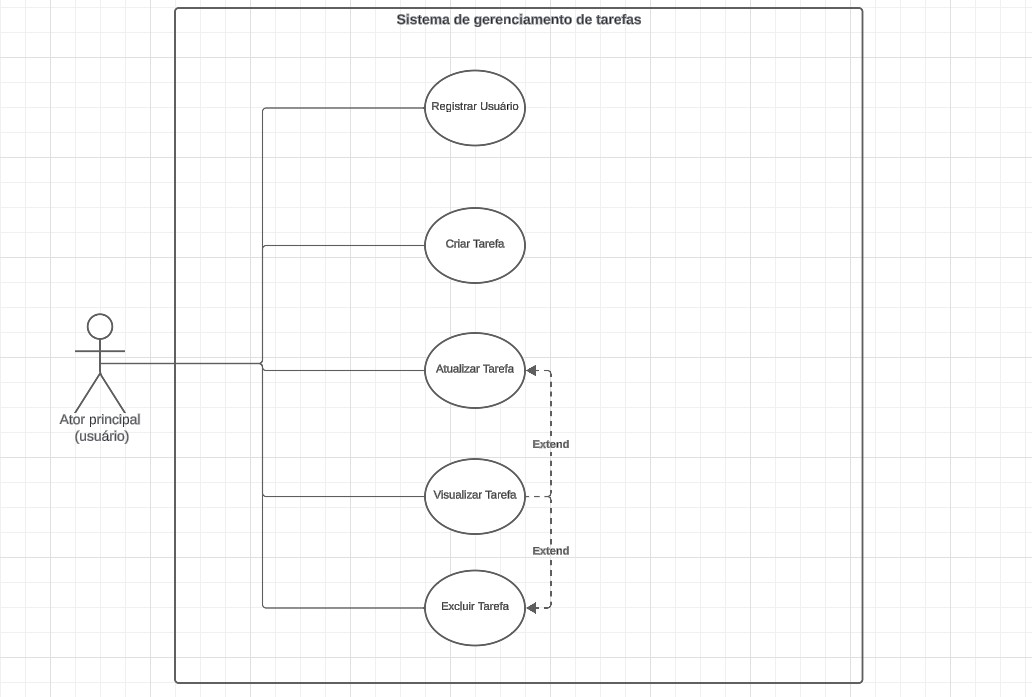 Sistema de gerenciamento de tarefas
Registrar Usuário
Criar Tarefa
Atualizar Tarefa
Ator principal
(usuário)
Extend
Visualizar Tarefa
Extend
Excluir Tarefa